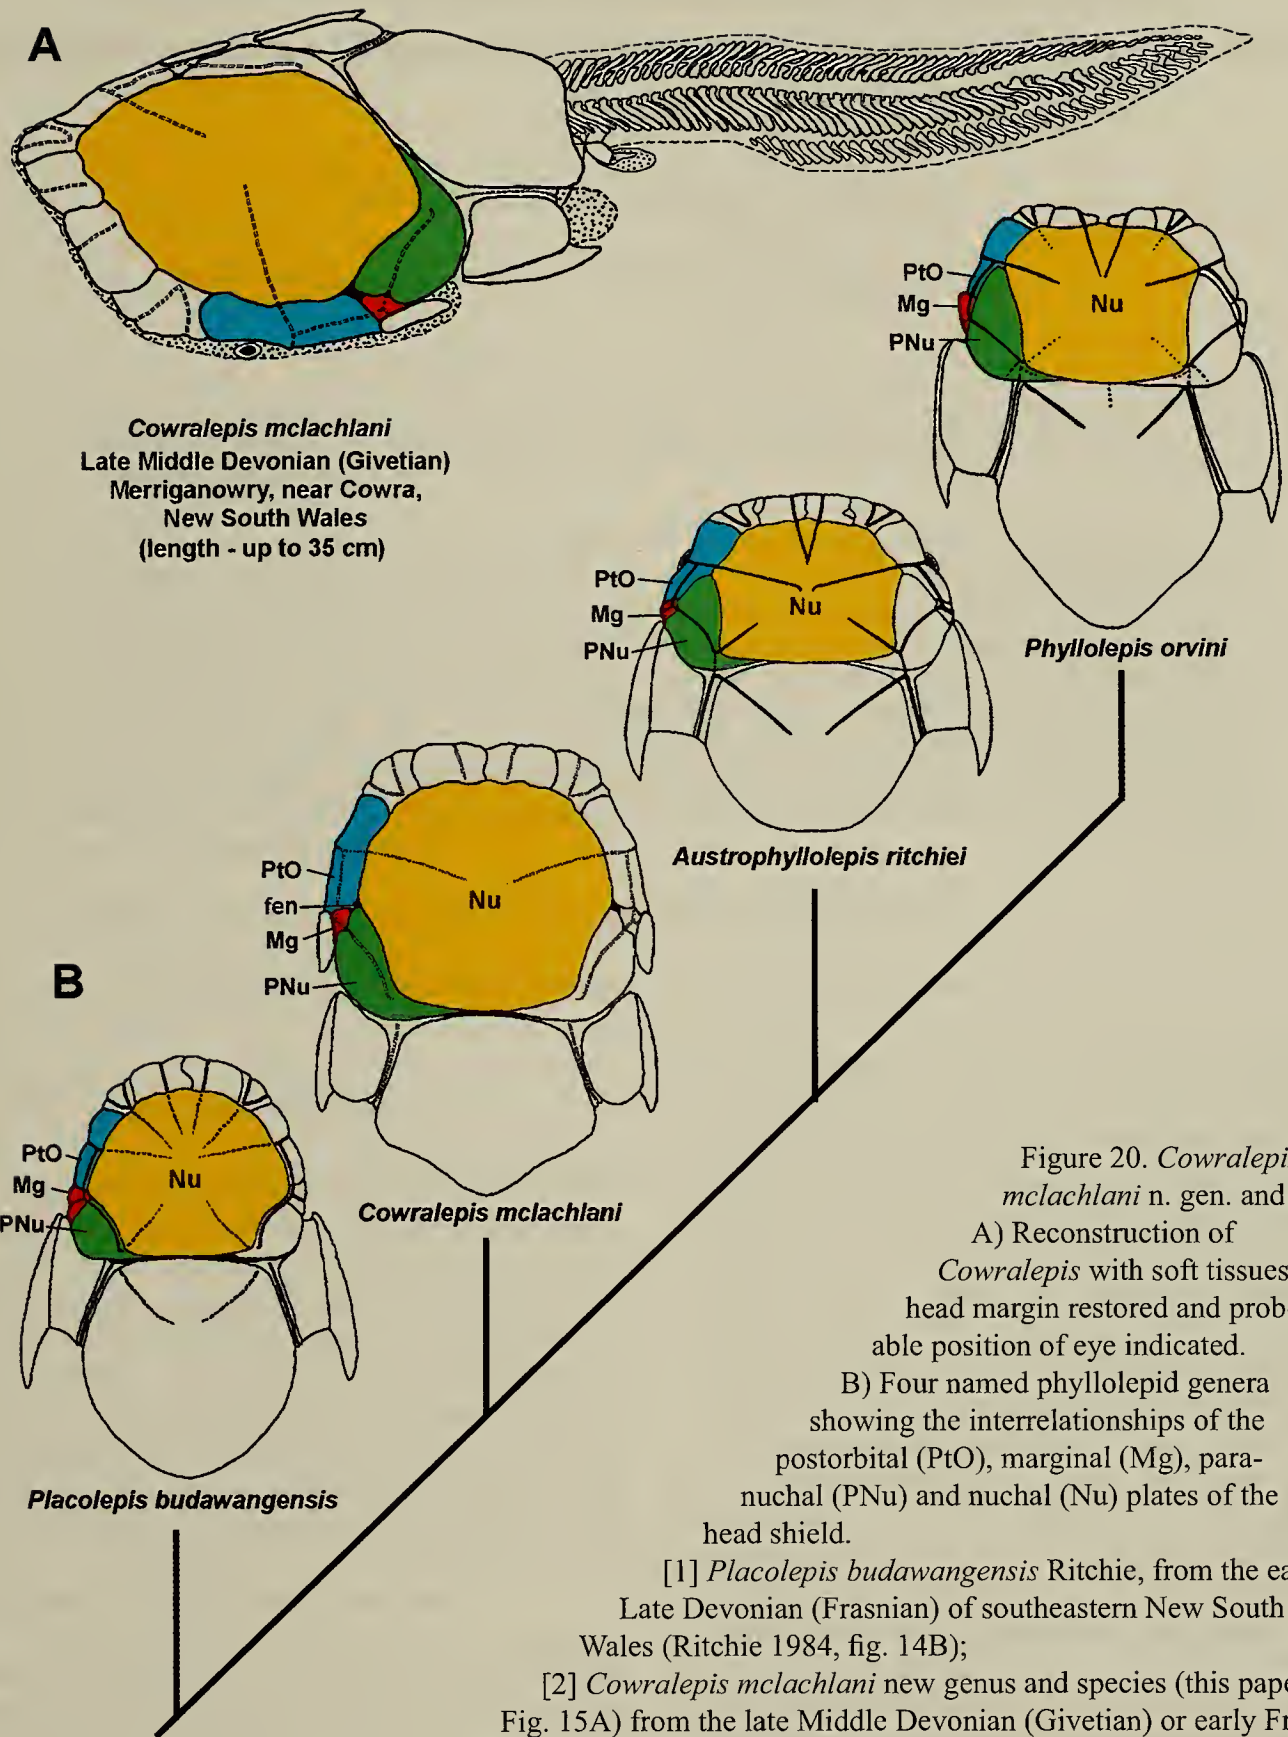 A
Cowralepis mclachlani
Late Middle Devonian (Givetian)
Merriganowry, near Cowra,
New South Wales
(length - up to 35 cm)
PtO
Mg
PNu
Nu
Phyllolepis orvini
PtO
Mg
PNu
Nu
Austrophyllolepis ritchiei
PtO
fen
Mg
PNu
Nu
Cowralepis mclachlani
B
PtO
Mg
PNu
Nu
Placolepis budawangensis
Figure 20. Cowralepi
mclachlani n. gen. and
A) Reconstruction of
Cowralepis with soft tissues
head margin restored and prob-
able position of eye indicated.
B) Four named phyllolepid genera
showing the interrelationships of the
postorbital (PtO), marginal (Mg), para-
nuchal (PNu) and nuchal (Nu) plates of the
head shield.
[1] Placolepis budawangensis Ritchie, from the ea
Late Devonian (Frasnian) of southeastern New South
Wales (Ritchie 1984, fig. 14B);
[2] Cowralepis mclachlani new genus and species (this pape
Fig. 15A) from the late Middle Devonian (Givetian) or early Fr